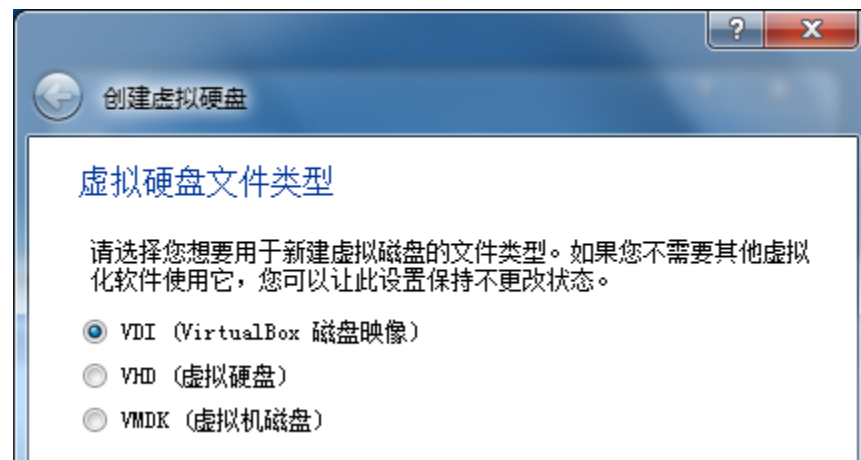 ?
创建虚拟硬盘
虚拟硬盘文件类型
请选择您想要用于新建虚拟磁盘的文件类型。如果您不需要其他虚拟
化软件使用它，您可以让此设置保持不更改状态。
VDI (VirtualBox 磁盘映像)
VHD (虚拟硬盘)
VMDK (虚拟机磁盘)